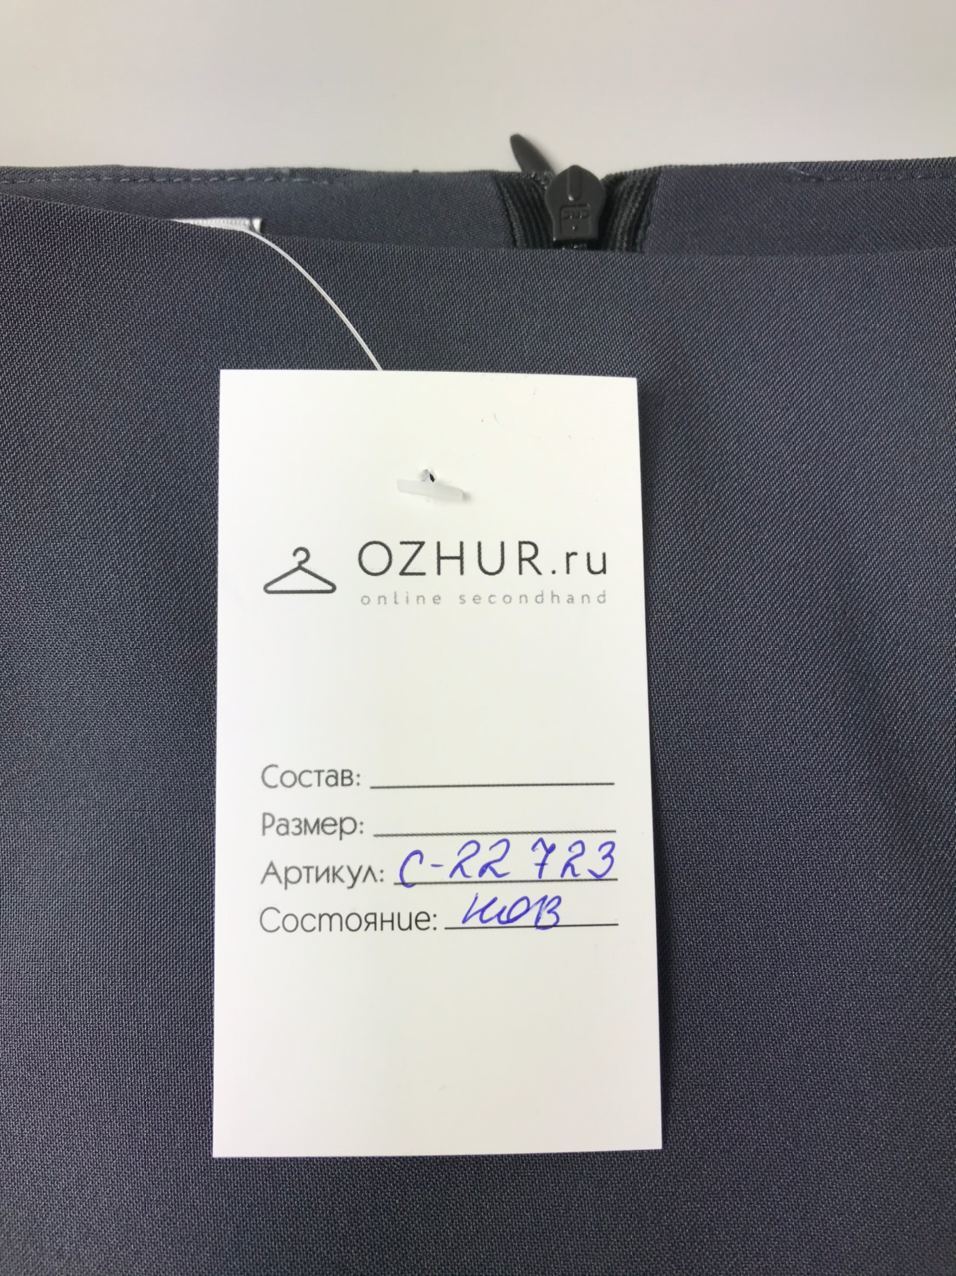 OZHUR.ru
online secondhand
Состав:
Размер:
Артикул: С-22 723
Состояние: нов